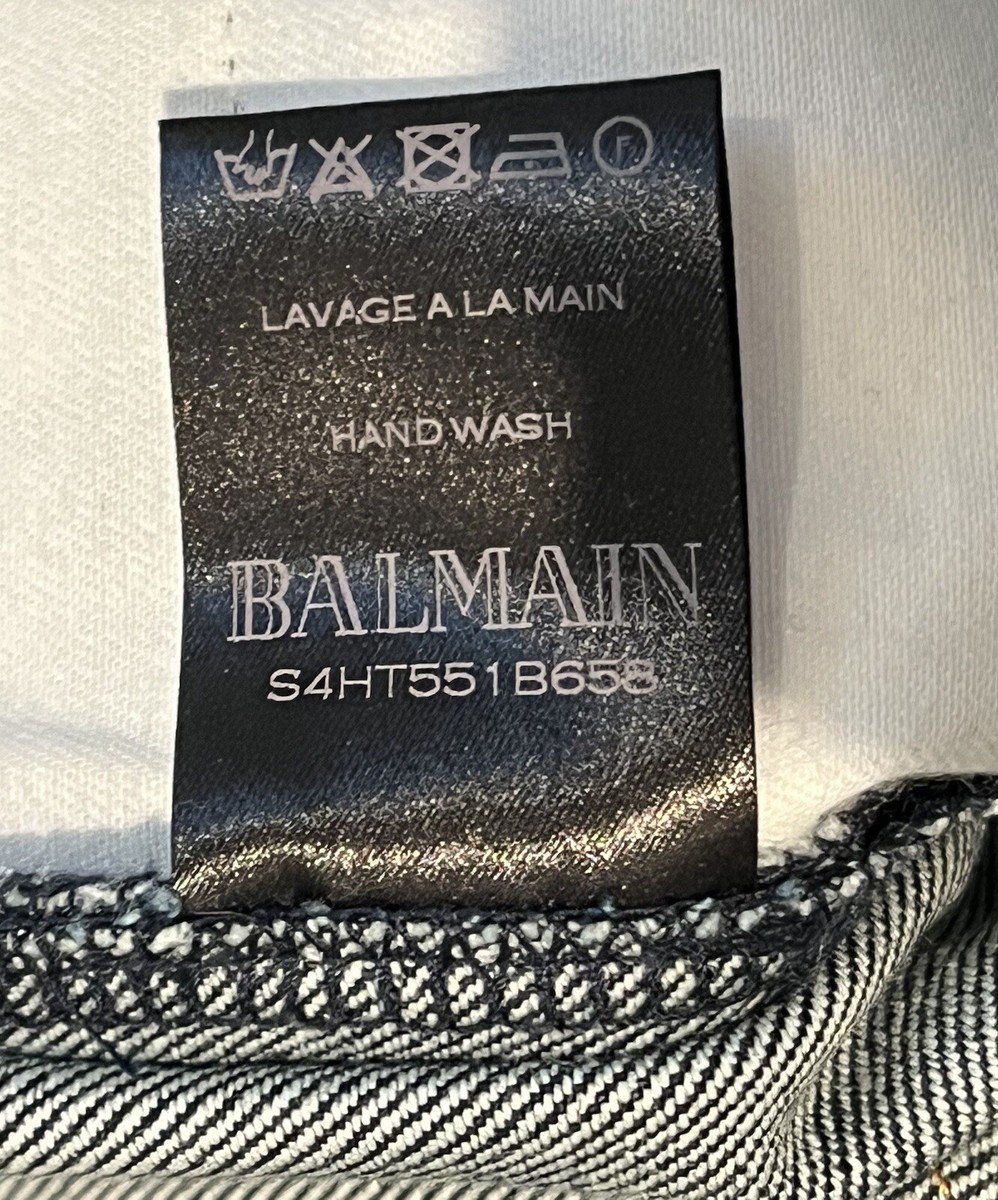 F
LAVAGE A LA MAIN
HAND WASH
BALMAIN
S4HT551B658